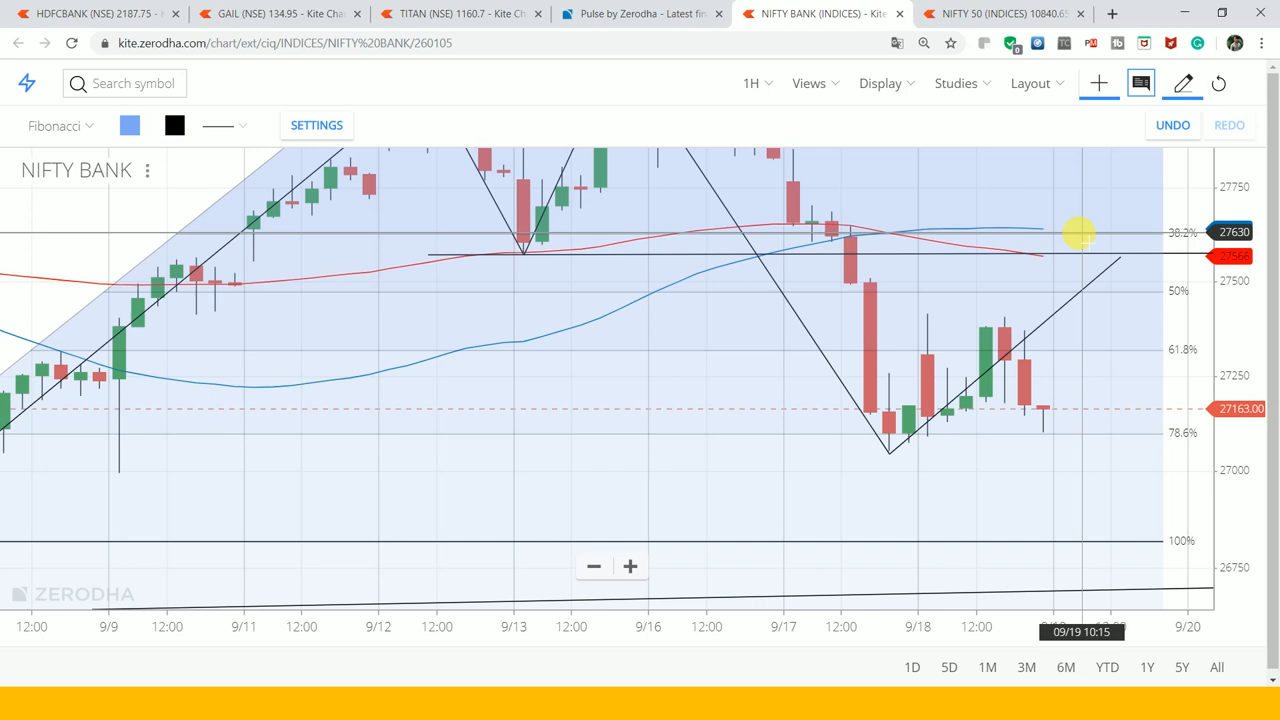 HDFCBANK (NSE) 2187.75 - Kite Ch
GAIL (NSE) 134.95 - Kite Cha
TITAN (NSE) 1160.7 - Kite Ch
Pulse by Zerodha - Latest fin
NIFTY BANK (INDICES) - Kite
NIFTY 50 (INDICES) 10840.65
kite.zerodha.com/chart/ext/ciq/INDICES/NIFTY%20BANK/260105
Search symbol
1H
Views
Display
Studies
Layout
Fibonacci
SETTINGS
UNDO
REDO
NIFTY BANK
27750
38.2%
27630
27566
27500
50%
61.8%
27250
27163.00
78.6%
27000
100%
26750
ZERODHA
12:00
9/9
12:00
9/11
12:00
9/12
12:00
9/13
12:00
9/16
12:00
9/17
12:00
9/18
12:00
09/19 10:15
9/20
1D
5D
1M
3M
6M
YTD
1Y
5Y
All